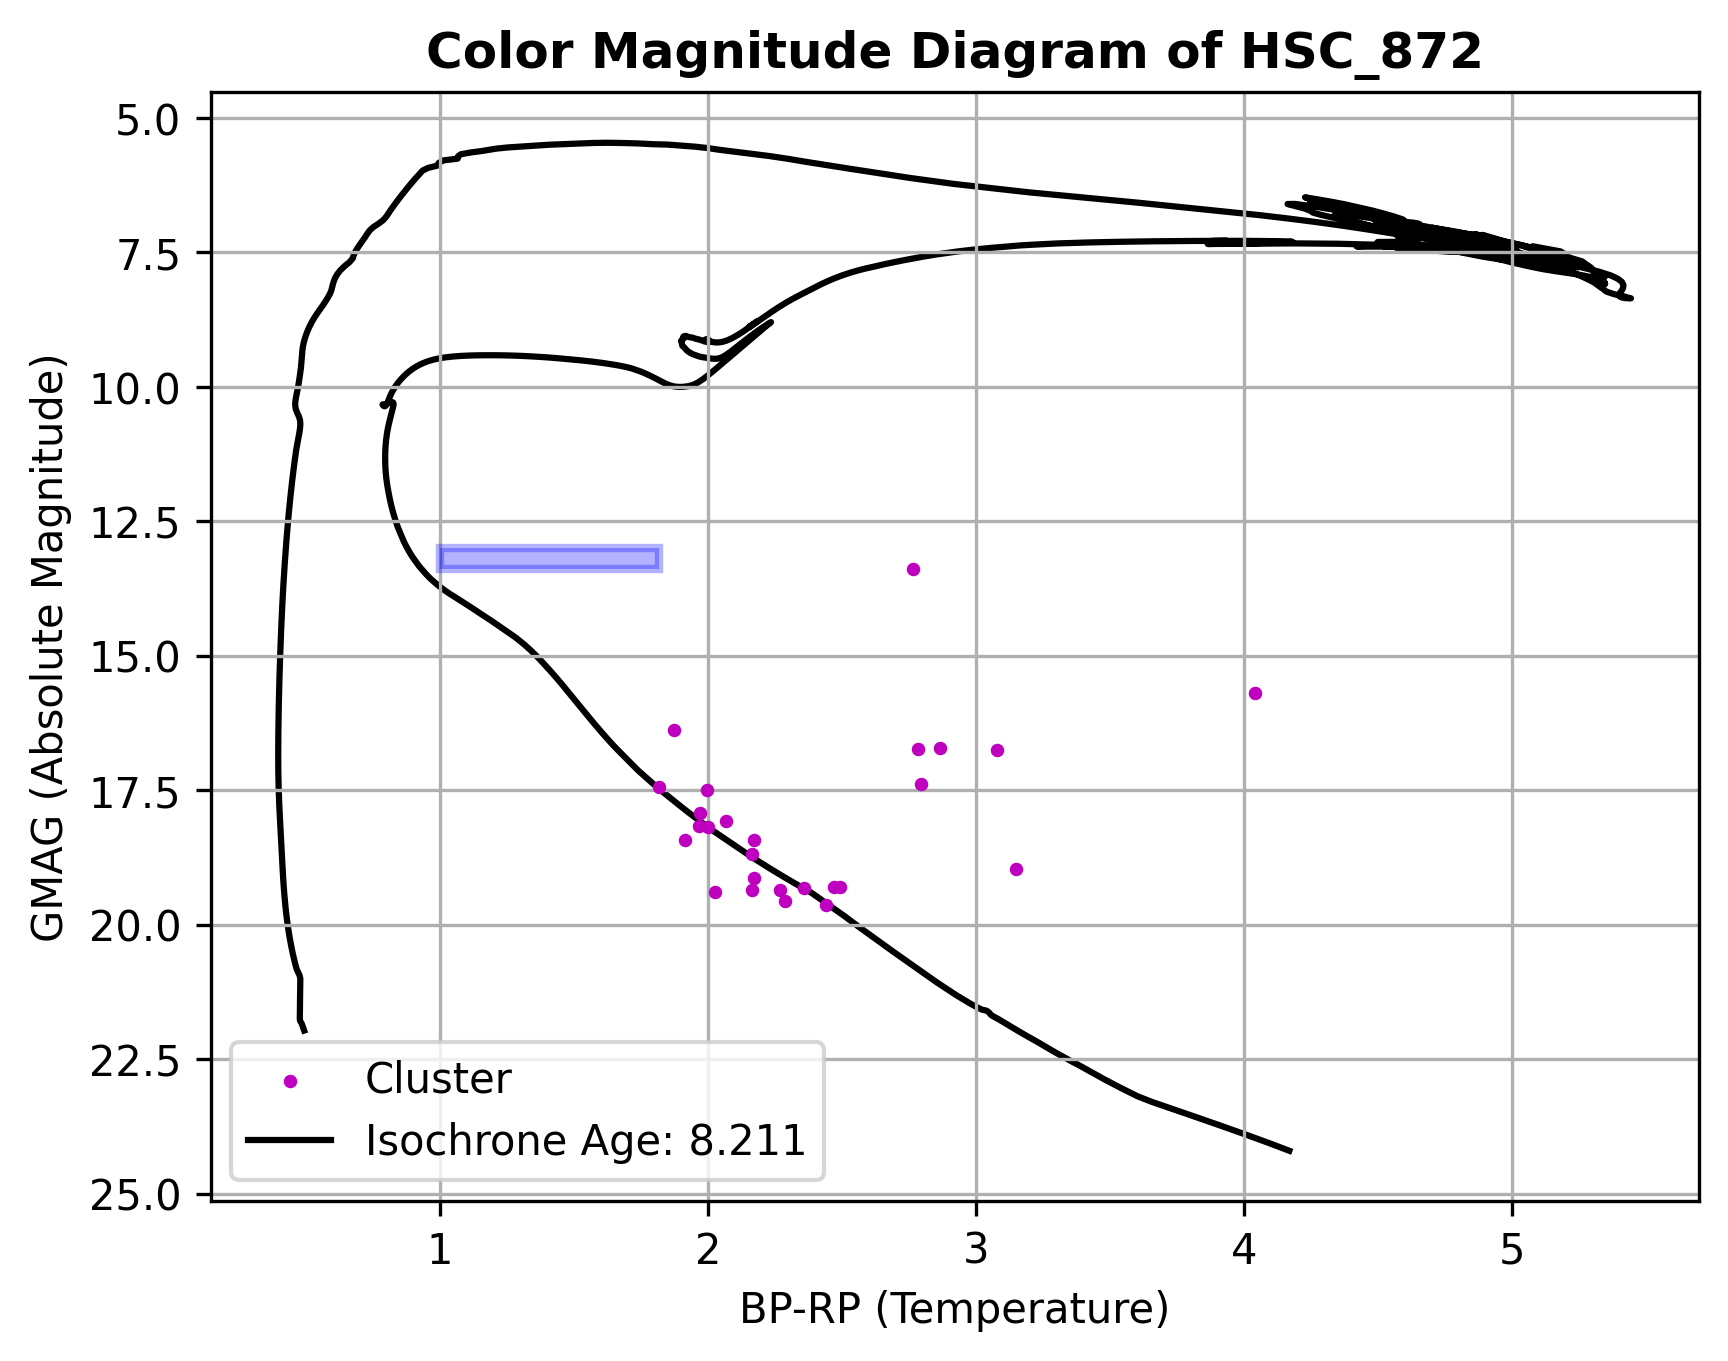 Color Magnitude Diagram of HSC_872
GMAG (Absolute Magnitude)
5.0
7.5
10.0
12.5
15.0
17.5
20.0
22.5
25.0
Cluster
Isochrone Age: 8.211
1 2 3 4 5
BP-RP (Temperature)